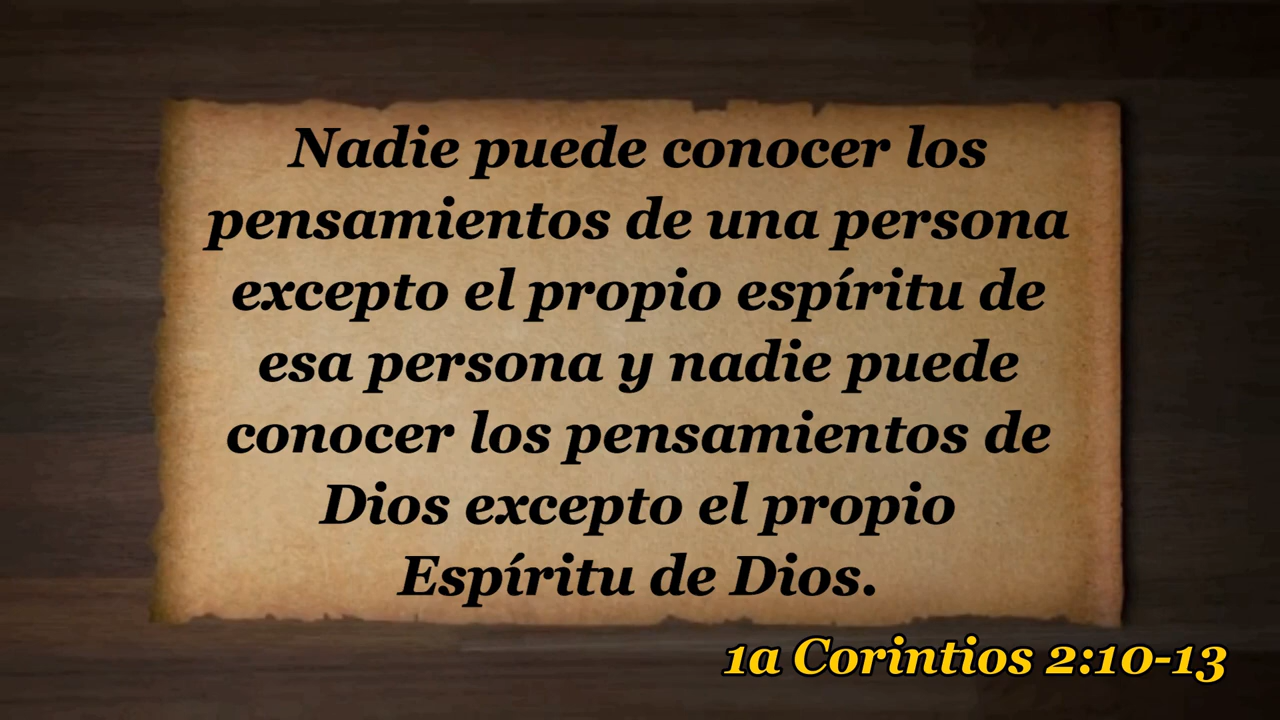 Nadie puede conocer los
pensamientos de una persona
excepto el propio espíritu de
esa persona y nadie puede
conocer los pensamientos de
Dios excepto el propio
Espíritu de Dios.
1a Corintios 2:10-13